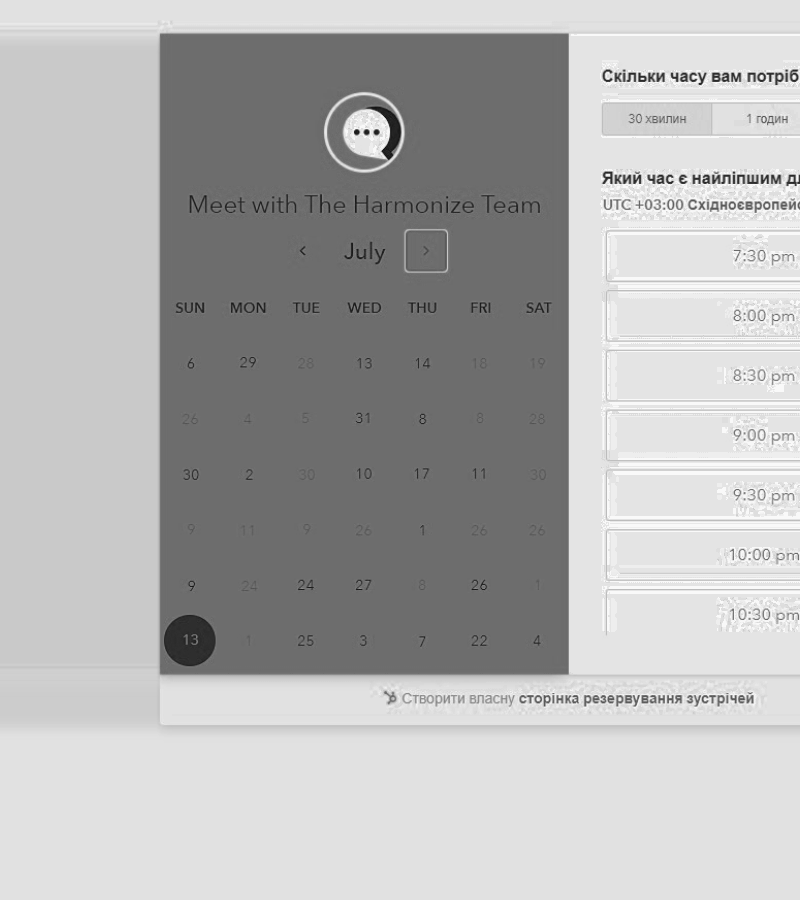 Meet with The Harmonize Team
July
SUN MON TUE WED THU FRI SAT
6 29 28 13 14 18 19
26 4 5 31 8 8 28
30 2 30 10 17 11 30
9 11 9 26 1 26 26
9 24 24 27 8 26 1
13 1 25 3 7 22 4
Скільки часу вам потріб
30 хвилин 1 годин
Який час є найліпшим дл
UTC +03:00 Східноєвропейс
7:30 pm
8:00 pm
8:30 pm
9:00 pm
9:30 pm
10:00 pm
10:30 pm
Створити власну сторінка резервування зустрічей